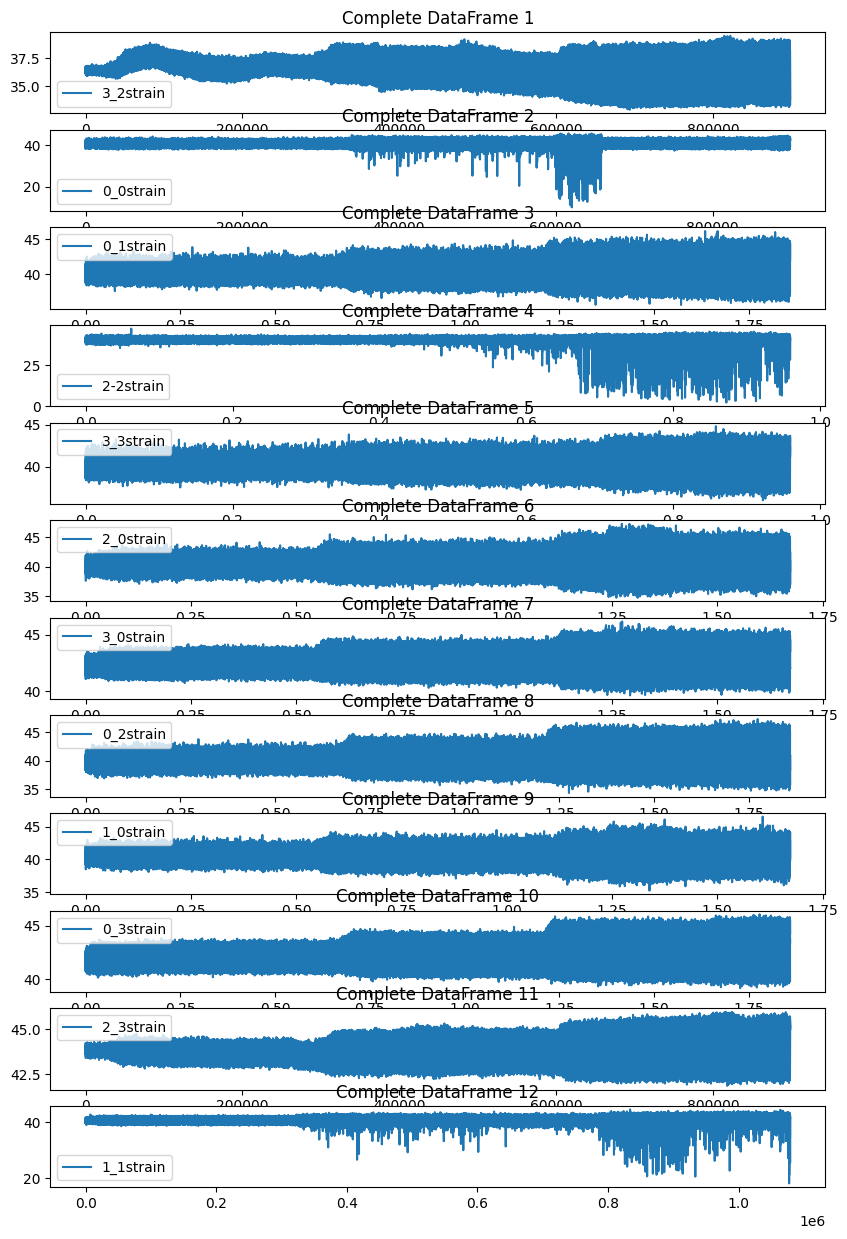 Complete DataFrame 1
37.5
35.0
3_2strain
0 200000 400000 600000 800000
Complete DataFrame 2
40
20
0_0strain
0 200000 400000 600000 800000
Complete DataFrame 3
45
40
0_1strain
0.00 0.25 0.50 0.75 1.00 1.25 1.50 1.75
Complete DataFrame 4
25
0
2-2strain
0.0 0.2 0.4 0.6 0.8 1.0
Complete DataFrame 5
45
40
3_3strain
0.0 0.2 0.4 0.6 0.8 1.0
Complete DataFrame 6
45
40
35
2_0strain
0.00 0.25 0.50 0.75 1.00 1.25 1.50 1.75
Complete DataFrame 7
45
40
3_0strain
0.00 0.25 0.50 0.75 1.00 1.25 1.50 1.75
Complete DataFrame 8
45
40
35
0_2strain
0.00 0.25 0.50 0.75 1.00 1.25 1.50 1.75
Complete DataFrame 9
45
40
35
1_0strain
0.00 0.25 0.50 0.75 1.00 1.25 1.50 1.75
Complete DataFrame 10
45
40
0_3strain
0.00 0.25 0.50 0.75 1.00 1.25 1.50 1.75
Complete DataFrame 11
45.0
42.5
2_3strain
0 200000 400000 600000 800000
Complete DataFrame 12
40
20
1_1strain
0.0 0.2 0.4 0.6 0.8 1.0
1e6